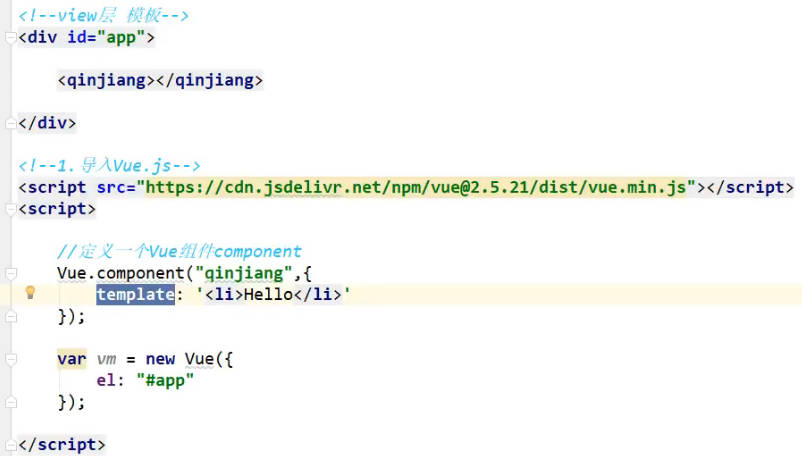 <!--view层 模板-->
<div id="app">
<qinjiang></qinjiang>
</div>
<!--1.导入Vue.js-->
<script src="https://cdn.jsdelivr.net/npm/vue@2.5.21/dist/vue.min.js"></script>
<script>
//定义一个Vue组件component
Vue.component("qinjiang",{
template: '<li>Hello</li>'
});
var vm = new Vue({
el: "#app"
});
</script>